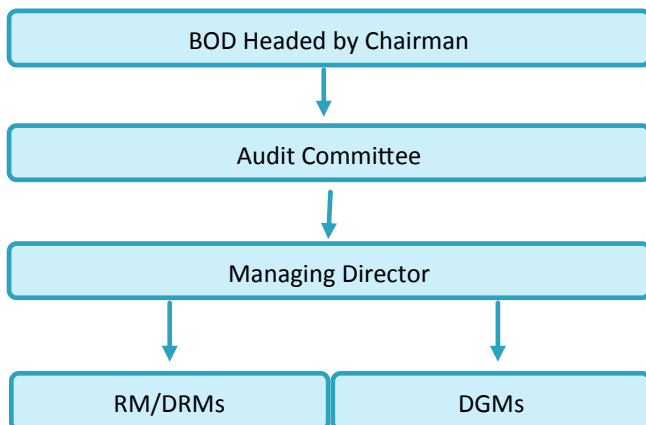 BOD Headed by Chairman
Audit Committee
Managing Director
RM/DRMs
DGMs